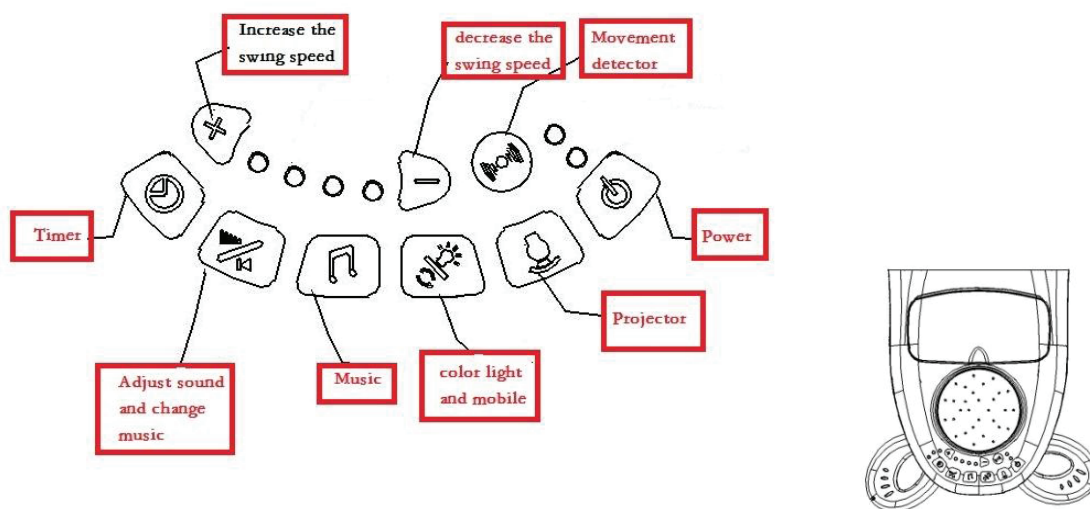 Increase the
swing speed
decrease the
swing speed
Movement
detector
Timer
Power
Projector
Adjust sound
and change
music
Music
color light
and mobile